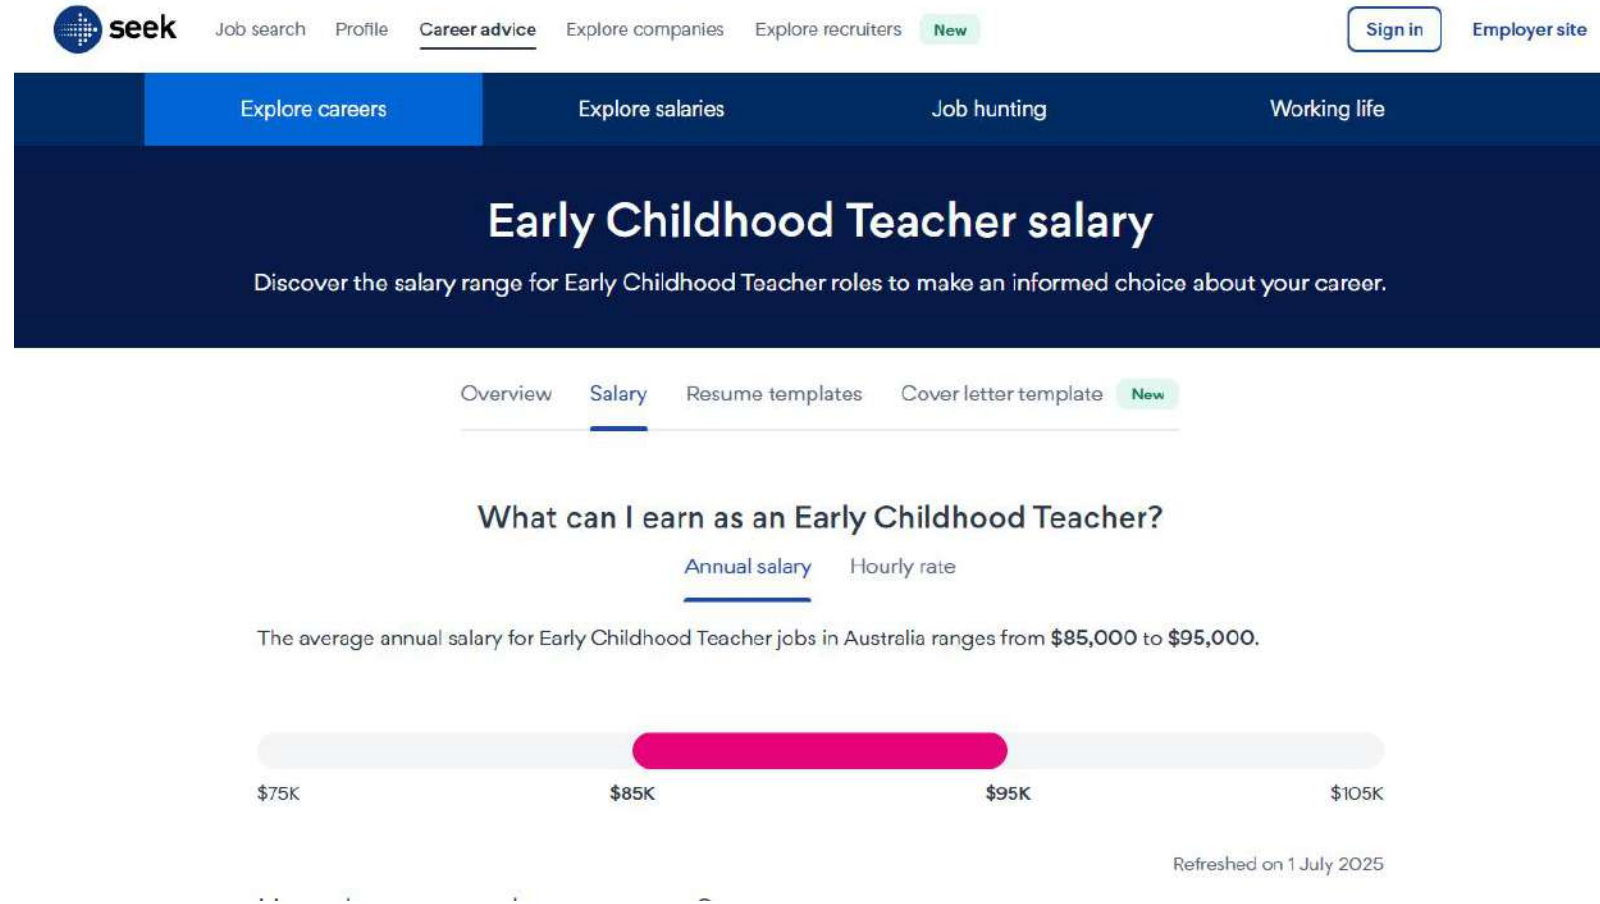 seek Job search Profile Career advice Explore companies Explore recruiters New Sign in Employer site
Explore careers Explore salaries Job hunting Working life
Early Childhood Teacher salary
Discover the salary range for Early Childhood Teacher roles to make an informed choice about your career.
Overview Salary Resume templates Cover letter template New
What can I earn as an Early Childhood Teacher?
Annual salary Hourly rate
The average annual salary for Early Childhood Teacher jobs in Australia ranges from $85,000 to $95,000.
$75K $85K $95K $105K
Refreshed on 1 July 2025